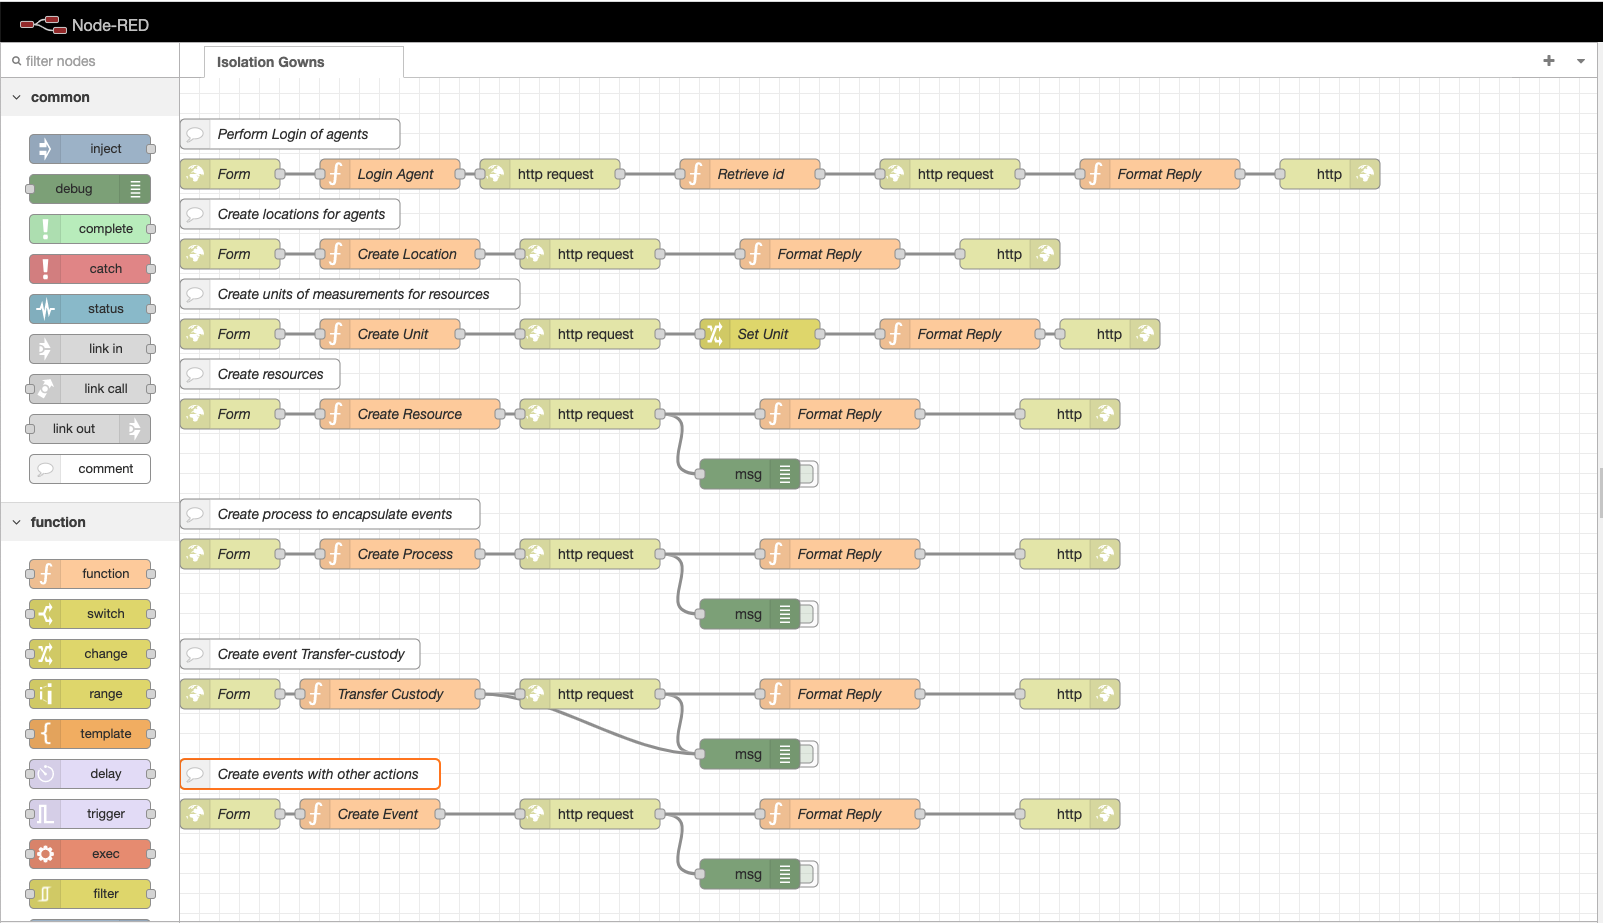 Node-RED
filter nodes
Isolation Gowns
common
inject
debug
complete
catch
status
link in
link call
link out
comment
function
function
switch
change
range
template
delay
trigger
exec
filter
Perform Login of agents
Form Login Agent http request Retrieve id http request Format Reply http
Create locations for agents
Form Create Location http request Format Reply http
Create units of measurements for resources
Form Create Unit http request Set Unit Format Reply http
Create resources
Form Create Resource http request Format Reply http
msg
Create process to encapsulate events
Form Create Process http request Format Reply http
msg
Create event Transfer-custody
Form Transfer Custody http request Format Reply http
msg
Create events with other actions
Form Create Event http request Format Reply http
msg